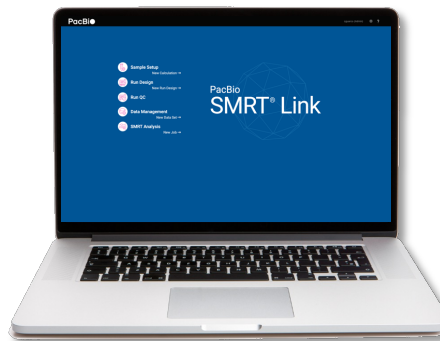 PacBio
Sample Setup
New Calculation →
Run Design
New Run Design →
Run QC
Data Management
New Data Set →
SMRT Analysis
New Job →
PacBio
SMRT® Link